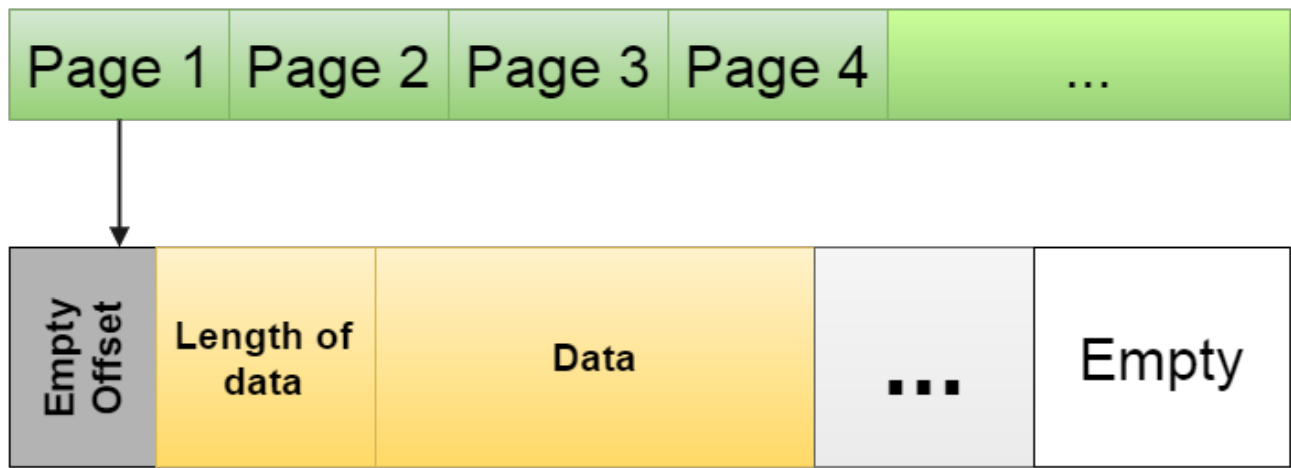 Page 1 Page 2 Page 3 Page 4 ...
Empty
Offset
Length of
data
Data
...
Empty